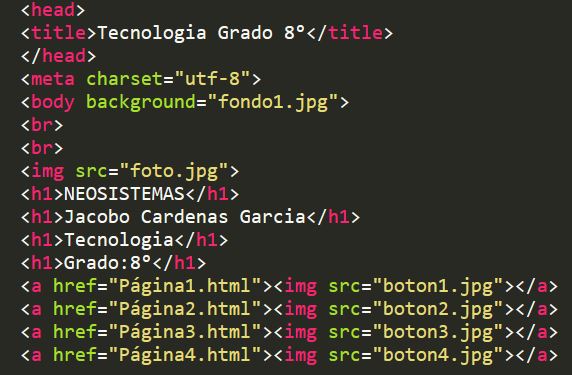 <head>
<title>Tecnologia Grado 8°</title>
</head>
<meta charset="utf-8">
<body background="fondo1.jpg">
<br>
<br>
<img src="foto.jpg">
<h1>NEOSISTEMAS</h1>
<h1>Jacobo Cardenas Garcia</h1>
<h1>Tecnologia</h1>
<h1>Grado:8°</h1>
<a href="Página1.html"><img src="boton1.jpg"></a>
<a href="Página2.html"><img src="boton2.jpg"></a>
<a href="Página3.html"><img src="boton3.jpg"></a>
<a href="Página4.html"><img src="boton4.jpg"></a>